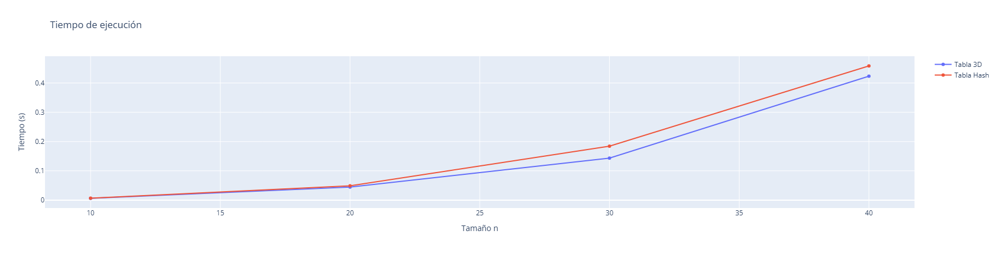 Tiempo de ejecución
Tabla 3D
Tabla Hash
Tiempo (s)
0.4
0.3
0.2
0.1
0
10 15 20 25 30 35 40
Tamaño n